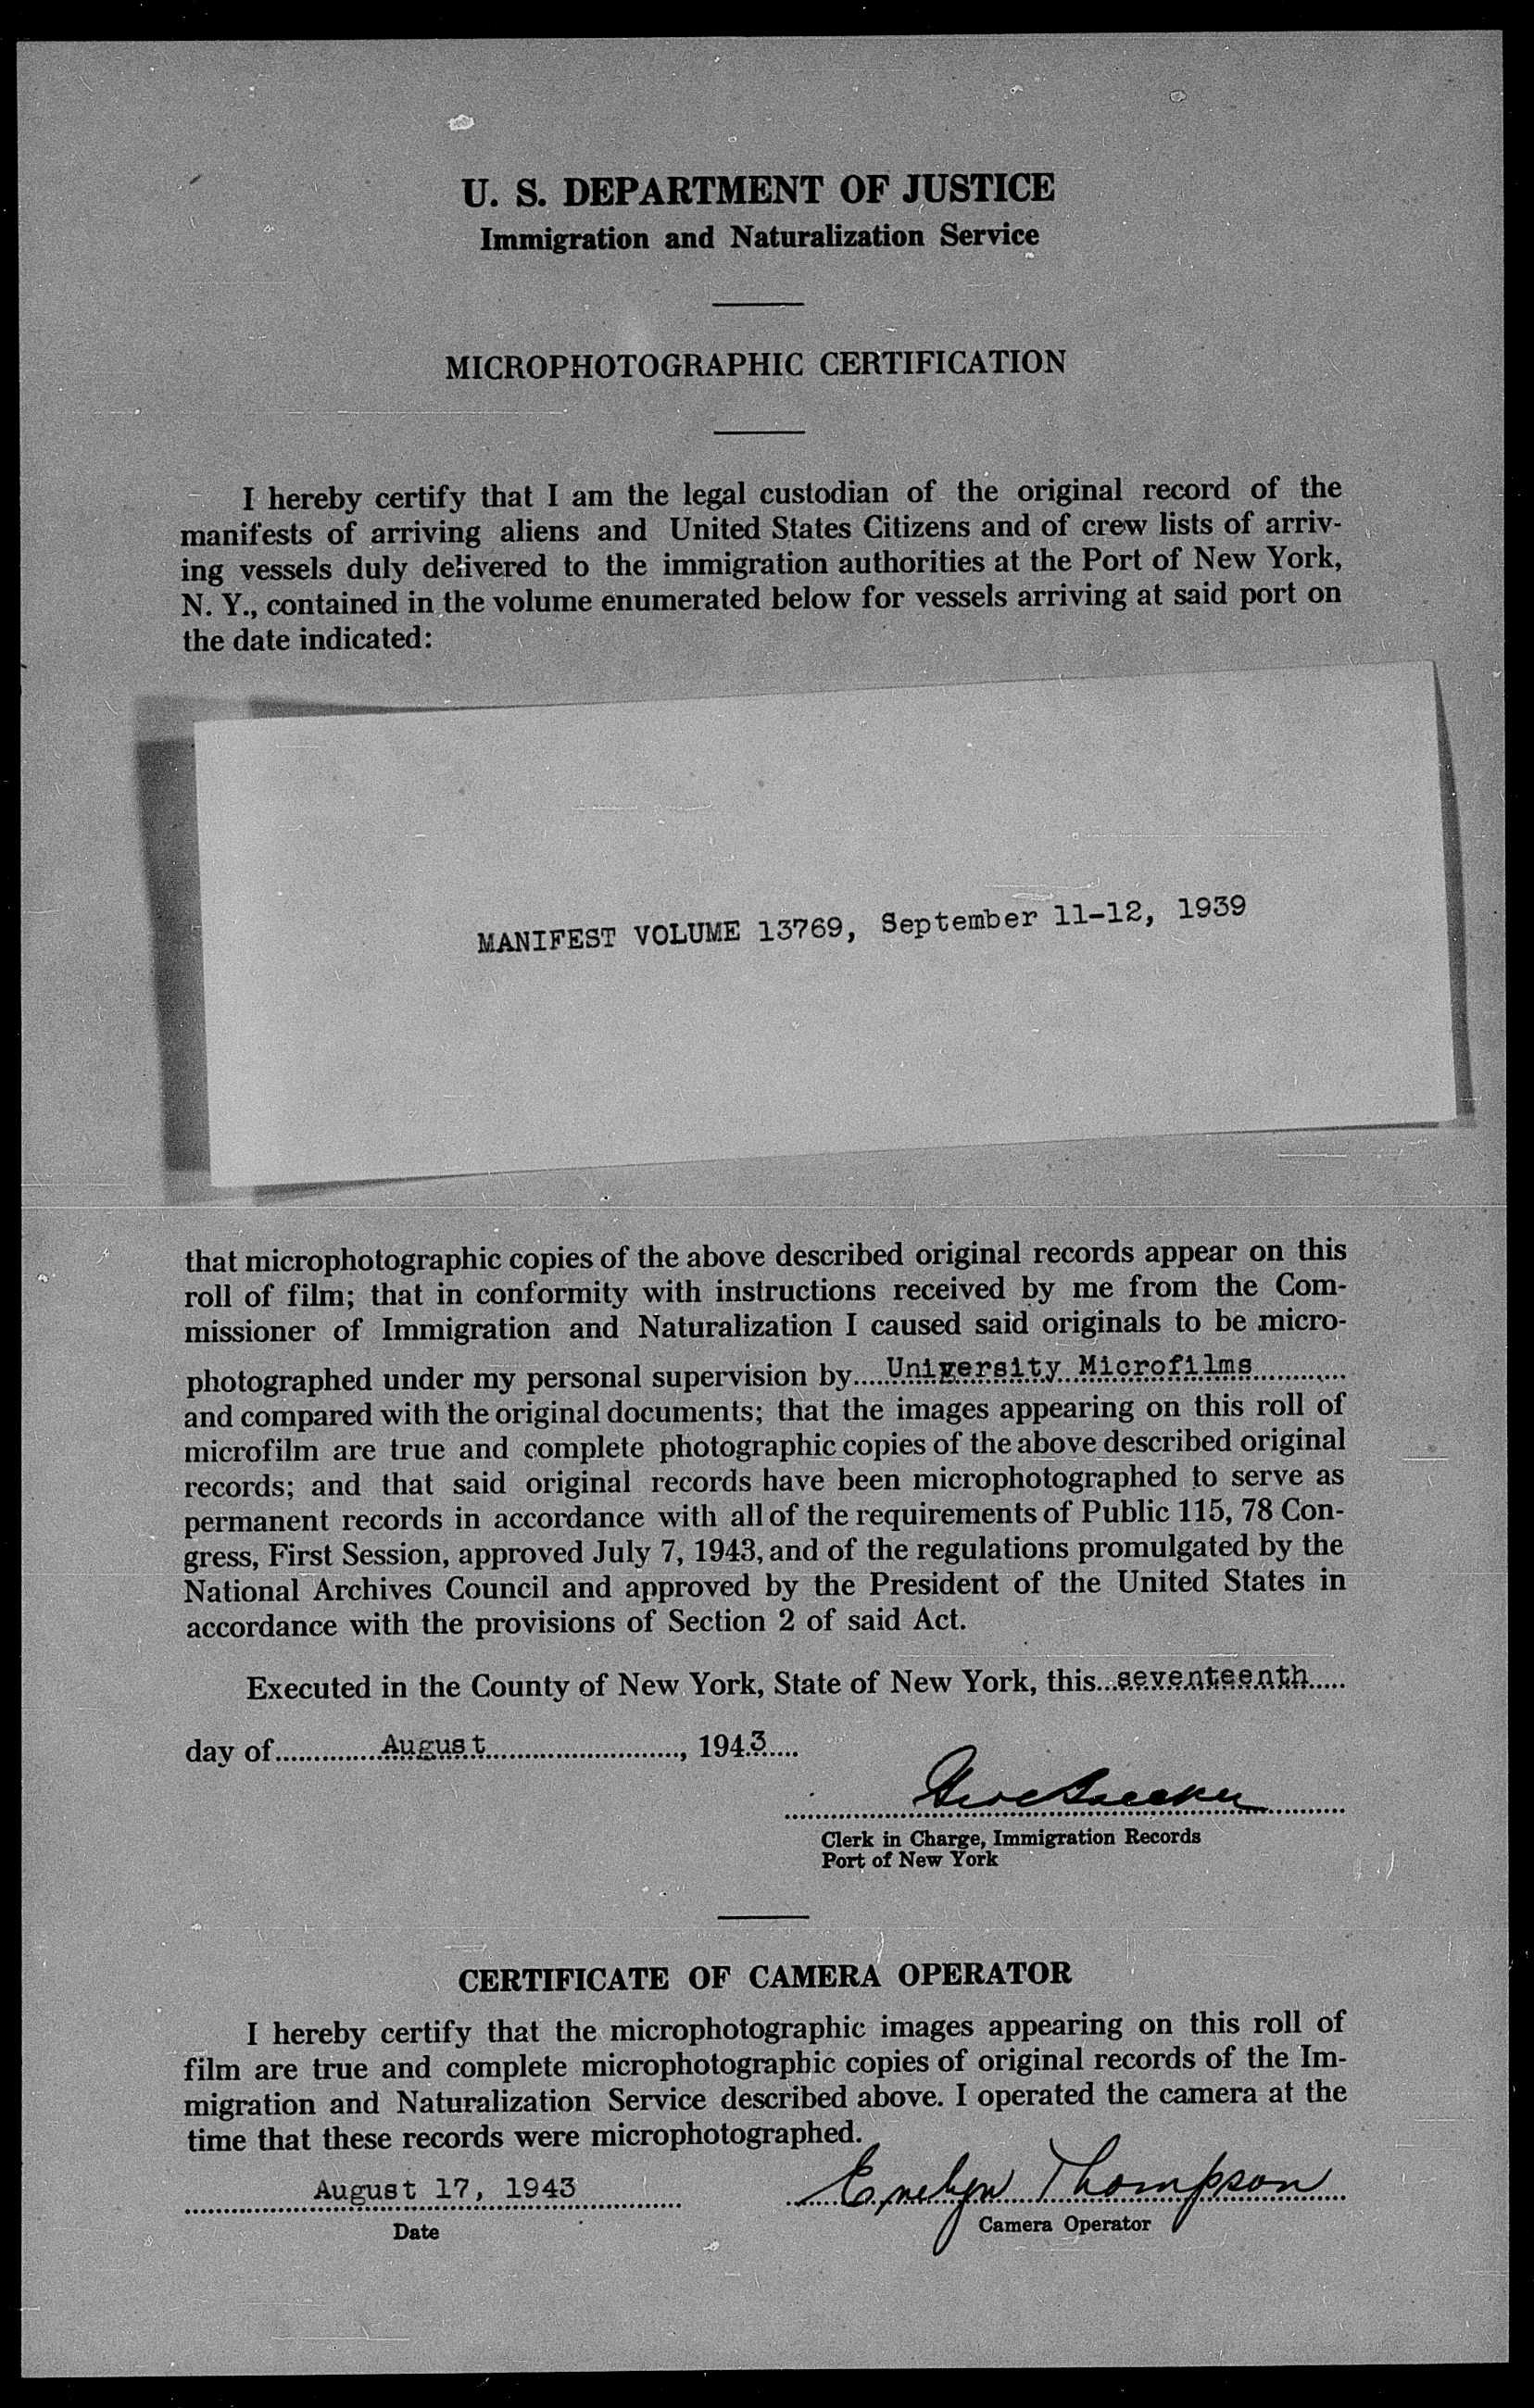 U. S. DEPARTMENT OF JUSTICE
Immigration and Naturalization Service
MICROPHOTOGRAPHIC CERTIFICATION
I hereby certify that I am the legal custodian of the original record of the
manifests of arriving aliens and United States Citizens and of crew lists of arriv-
ing vessels duly delivered to the immigration authorities at the Port of New York,
N. Y., contained in the volume enumerated below for vessels arriving at said port on
the date indicated:
MANIFEST VOLUME 13769, September 11-12, 1939
that microphotographic copies of the above described original records appear on this
roll of film; that in conformity with instructions received by me from the Com-
missioner of Immigration and Naturalization I caused said originals to be micro-
photographed under my personal supervision by.....University Microfilms............
and compared with the original documents; that the images appearing on this roll of
microfilm are true and complete photographic copies of the above described original
records; and that said original records have been microphotographed to serve as
permanent records in accordance with all of the requirements of Public 115, 78 Con-
gress, First Session, approved July 7, 1943, and of the regulations promulgated by the
National Archives Council and approved by the President of the United States in
accordance with the provisions of Section 2 of said Act.
Executed in the County of New York, State of New York, this...seventeenth.....
day of..............August.........................., 1943.....
Clerk in Charge, Immigration Records
Port of New York
CERTIFICATE OF CAMERA OPERATOR
I hereby certify that the microphotographic images appearing on this roll of
film are true and complete microphotographic copies of original records of the Im-
migration and Naturalization Service described above. I operated the camera at the
time that these records were microphotographed.
August 17, 1943 Evelyn Thompson
Date Camera Operator